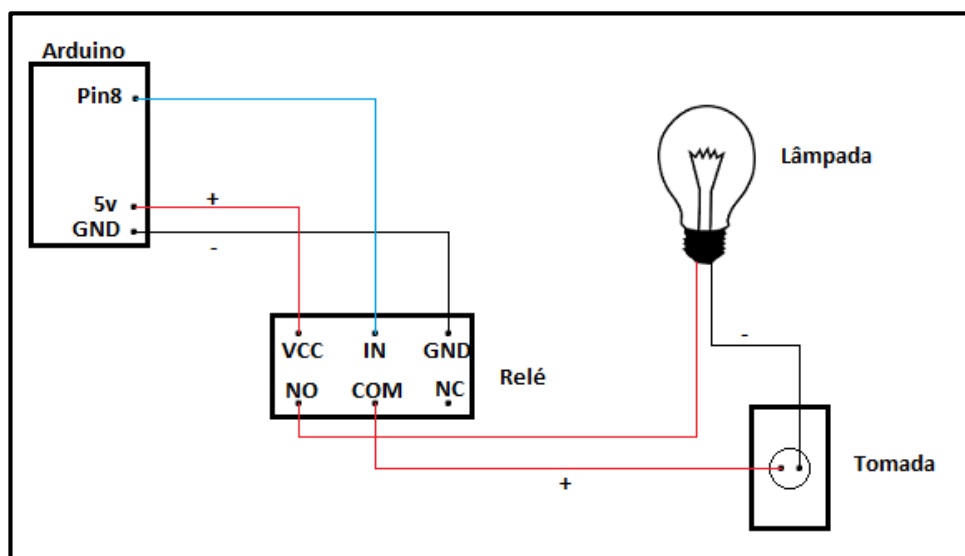 Arduino
Pin8
5v
+
GND
-
Lâmpada
-
VCC IN GND
NO COM NC
Relé
Tomada
+